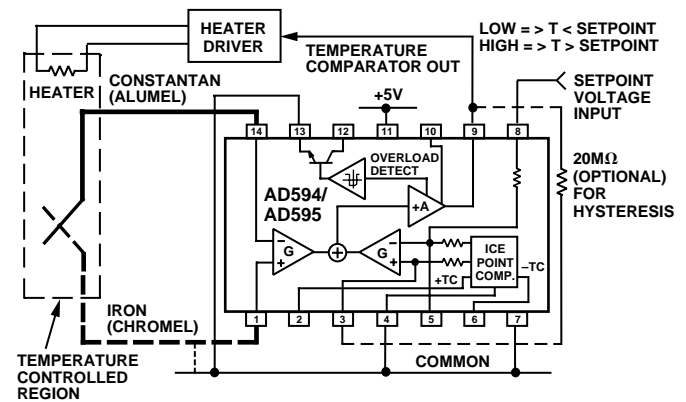 HEATER
DRIVER
LOW = > T < SETPOINT
HIGH = > T > SETPOINT
TEMPERATURE
COMPARATOR OUT
HEATER
CONSTANTAN
(ALUMEL)
+5V
SETPOINT
VOLTAGE
INPUT
14
13
12
11
10
9
8
20MΩ
(OPTIONAL)
FOR
HYSTERESIS
OVERLOAD
DETECT
AD594/
AD595
+A
–
G
+
–
G
+
ICE
POINT
COMP.
–TC
+TC
IRON
(CHROMEL)
1
2
3
4
5
6
7
TEMPERATURE
CONTROLLED
REGION
COMMON